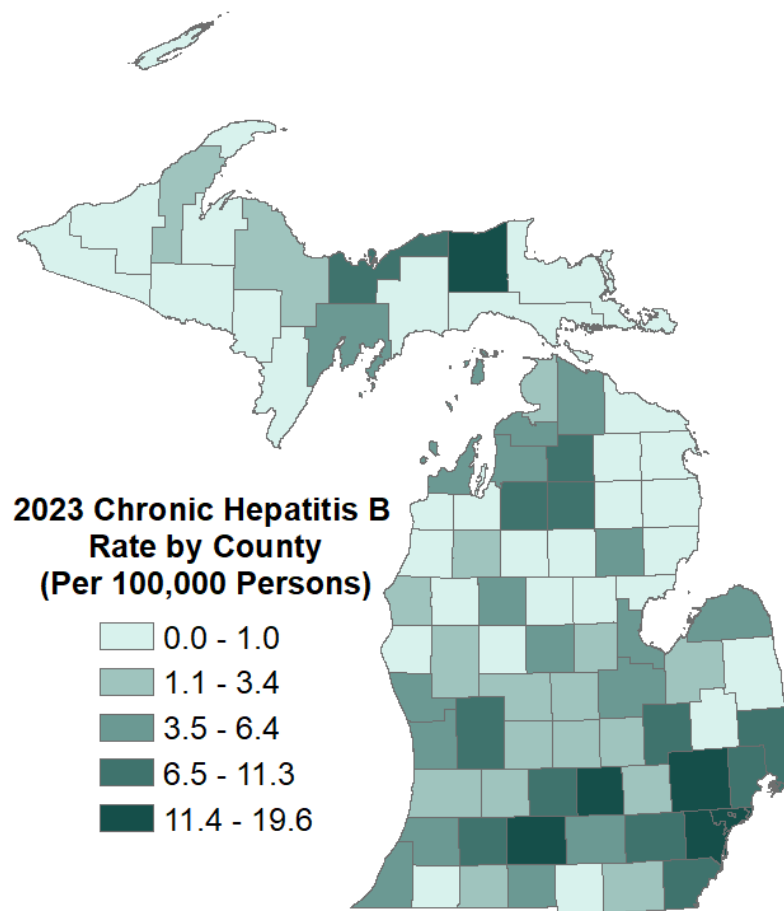 2023 Chronic Hepatitis B
Rate by County
(Per 100,000 Persons)
0.0 - 1.0
1.1 - 3.4
3.5 - 6.4
6.5 - 11.3
11.4 - 19.6